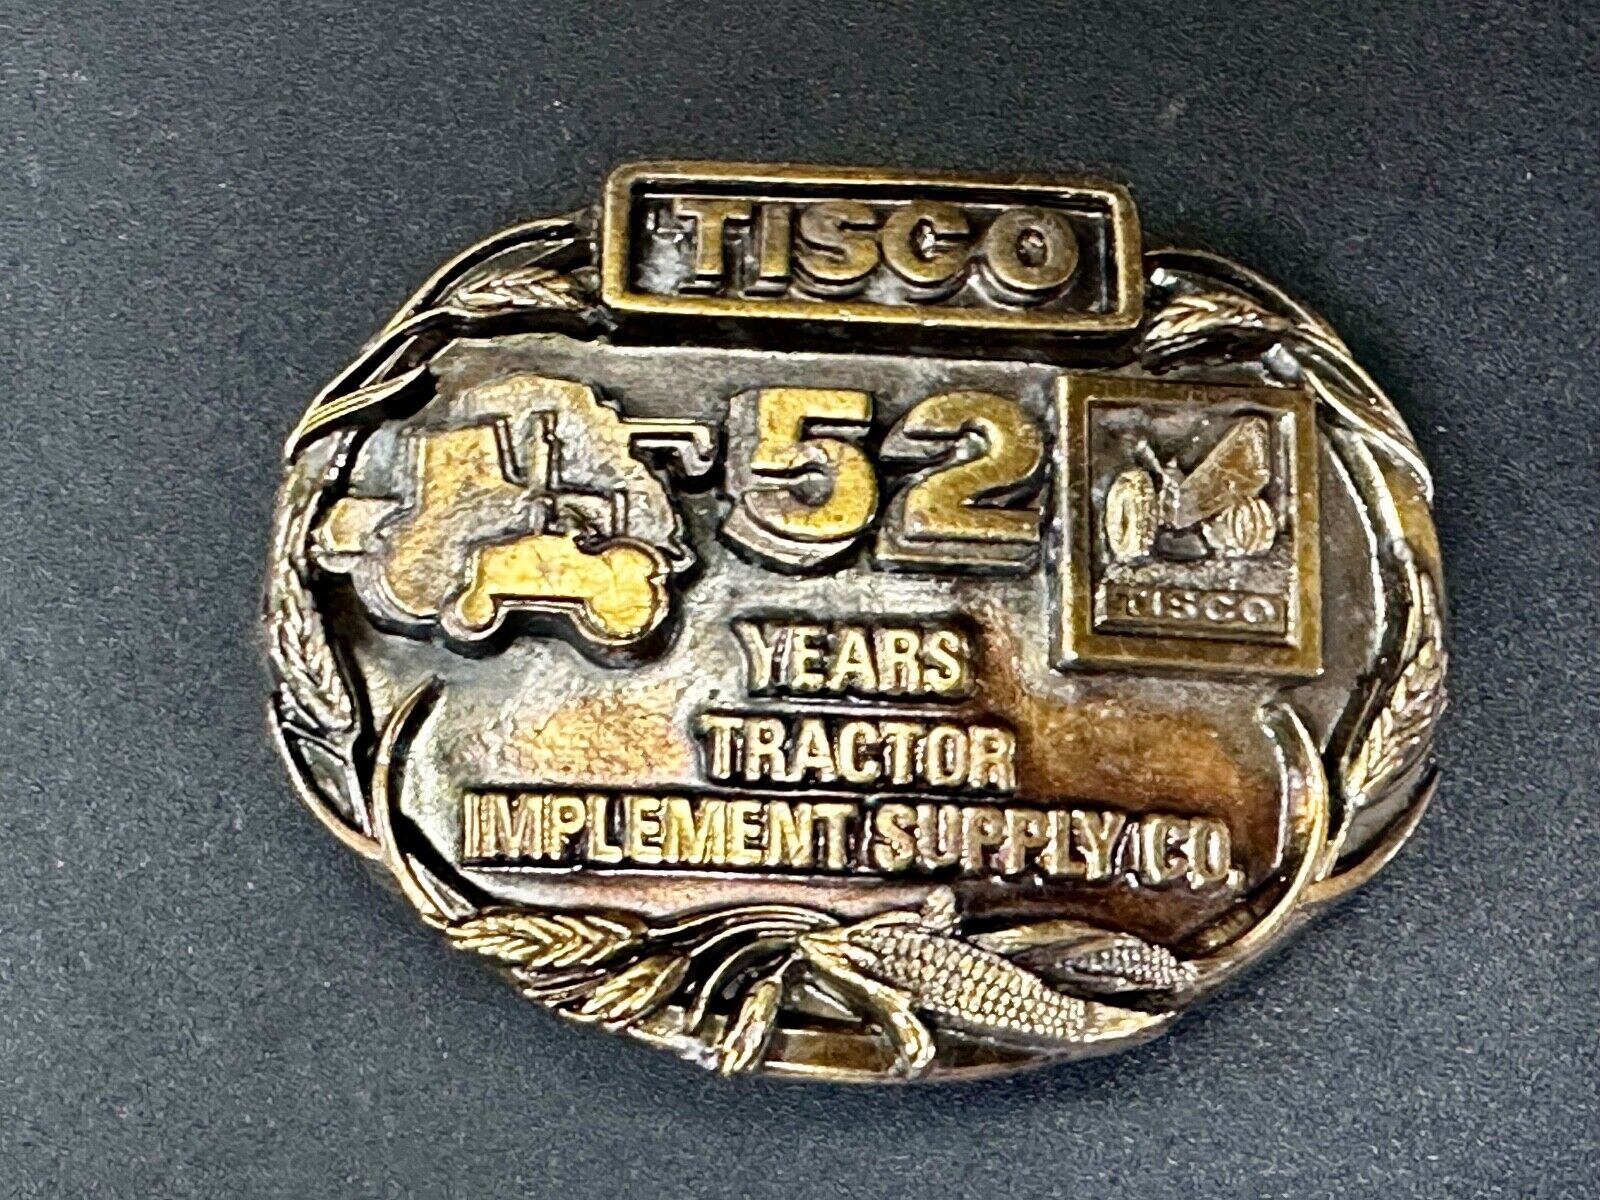 TISCO
52
TISCO
YEARS
TRACTOR
IMPLEMENT SUPPLY CO.